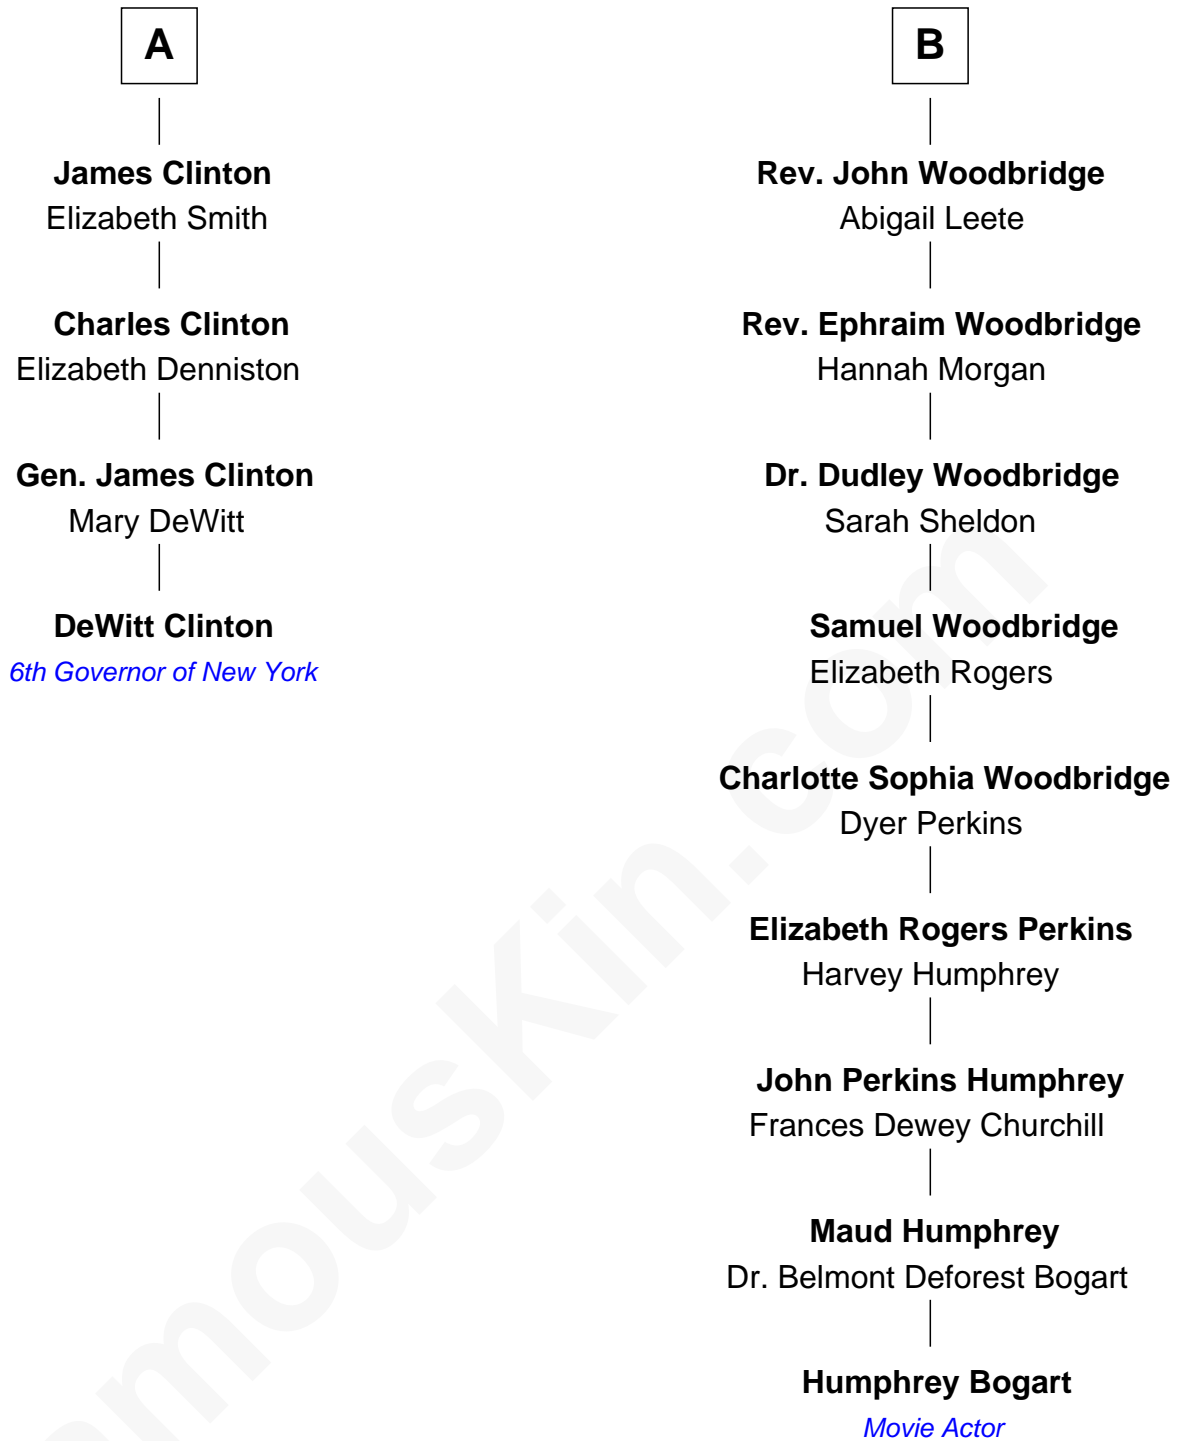 A
James Clinton
Elizabeth Smith
Charles Clinton
Elizabeth Denniston
Gen. James Clinton
Mary DeWitt
DeWitt Clinton
6th Governor of New York
B
Rev. John Woodbridge
Abigail Leete
Rev. Ephraim Woodbridge
Hannah Morgan
Dr. Dudley Woodbridge
Sarah Sheldon
Samuel Woodbridge
Elizabeth Rogers
Charlotte Sophia Woodbridge
Dyer Perkins
Elizabeth Rogers Perkins
Harvey Humphrey
John Perkins Humphrey
Frances Dewey Churchill
Maud Humphrey
Dr. Belmont Deforest Bogart
Humphrey Bogart
Movie Actor
amousKin.com